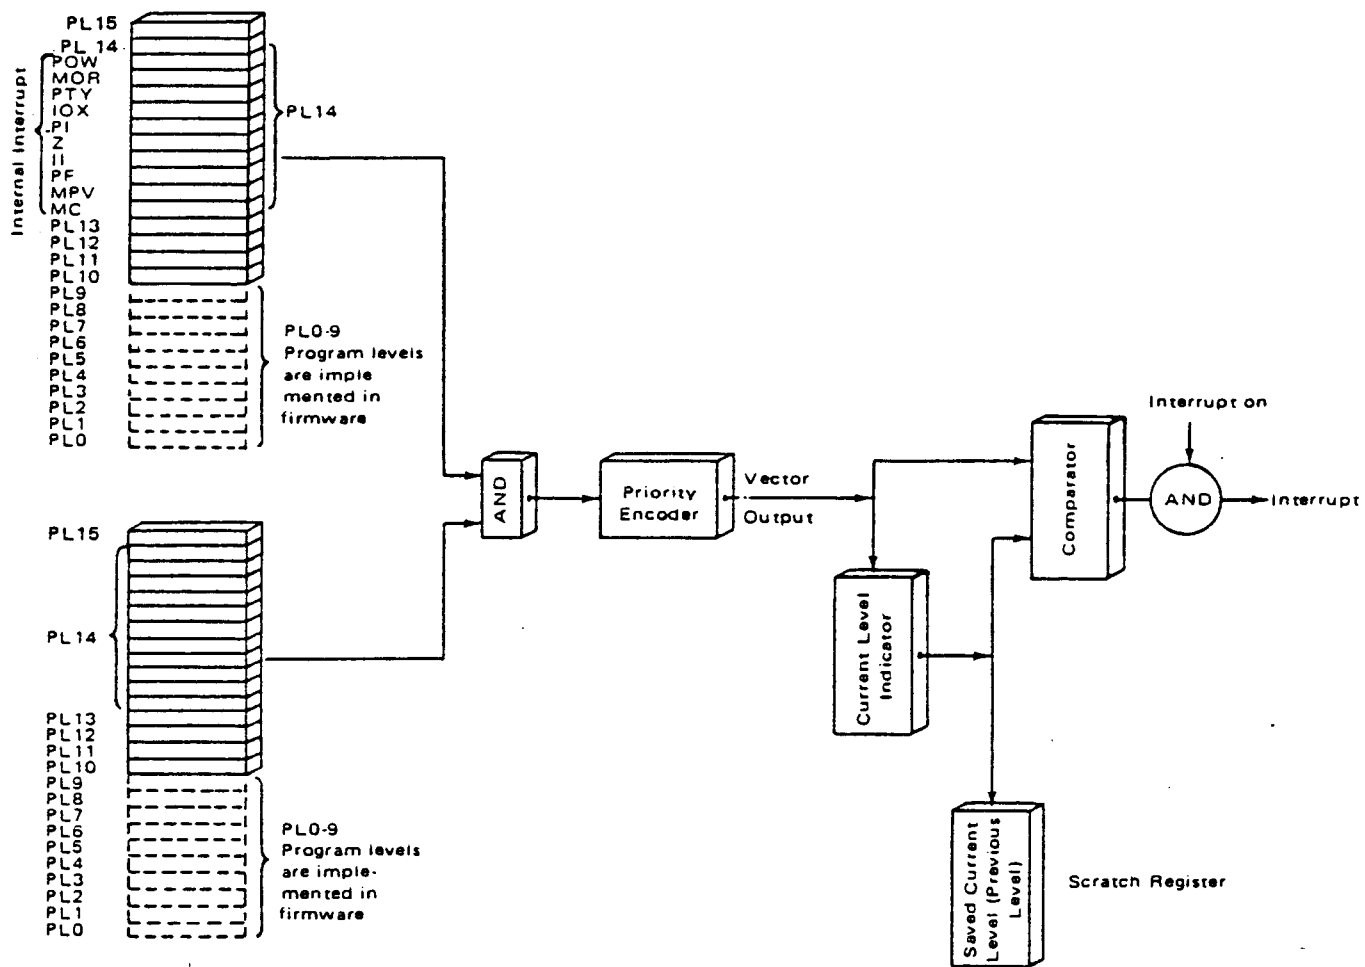 PL15
PL 14
POW
MOR
PTY
IOX
PI
Z
II
PF
MPV
MC
PL13
PL12
PL11
PL10
PL9
PL8
PL7
PL6
PL5
PL4
PL3
PL2
PL1
PL0
Internal Interrupt
PL14
PL0-9
Program levels
are imple
mented in
firmware
PL15
PL14
PL13
PL12
PL11
PL10
PL9
PL8
PL7
PL6
PL5
PL4
PL3
PL2
PL1
PL0
PL0-9
Program levels
are imple-
mented in
firmware
AND
Priority
Encoder
Vector
Output
Current Level
Indicator
Comparator
Interrupt on
AND
Interrupt
Saved Current
Level (Previous
Level)
Scratch Register